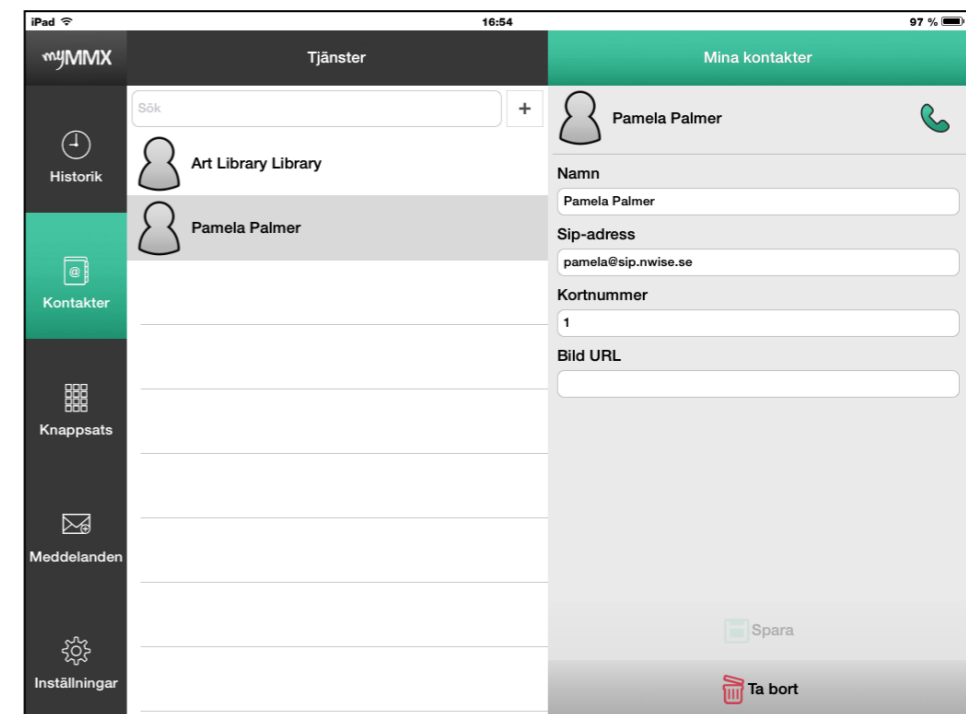 iPad 16:54 97 %
myMMX
Tjänster
Mina kontakter
Historik
Kontakter
Knappsats
Meddelanden
Inställningar
Sök +
Art Library Library
Pamela Palmer
Pamela Palmer
Namn
Pamela Palmer
Sip-adress
pamela@sip.nwise.se
Kortnummer
1
Bild URL
Spara
Ta bort